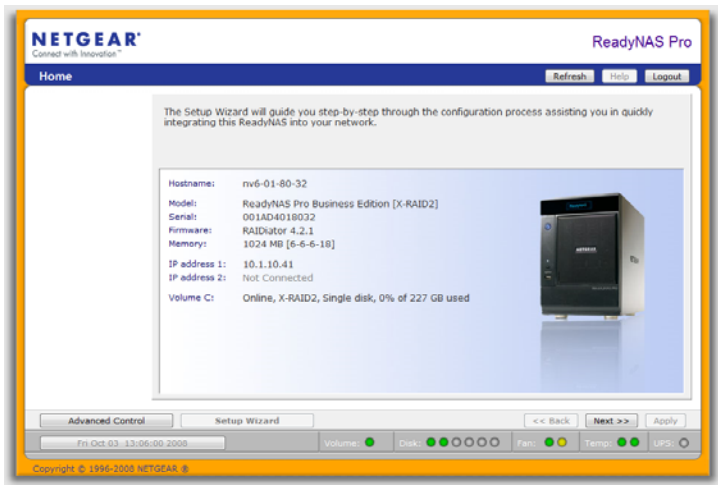 NETGEAR®
Connect with Innovation™
ReadyNAS Pro
Home
Refresh
Help
Logout
The Setup Wizard will guide you step-by-step through the configuration process assisting you in quickly
integrating this ReadyNAS into your network.
Hostname: nv6-01-80-32
Model: ReadyNAS Pro Business Edition [X-RAID2]
Serial: 001AD4018032
Firmware: RAIDiator 4.2.1
Memory: 1024 MB [6-6-6-18]
IP address 1: 10.1.10.41
IP address 2: Not Connected
Volume C: Online, X-RAID2, Single disk, 0% of 227 GB used
NETGEAR
Advanced Control
Setup Wizard
<< Back
Next >>
Apply
Fri Oct 03 13:06:00 2008
Volume:
Disk:
Fan:
Temp:
UPS:
Copyright © 1996-2008 NETGEAR ®